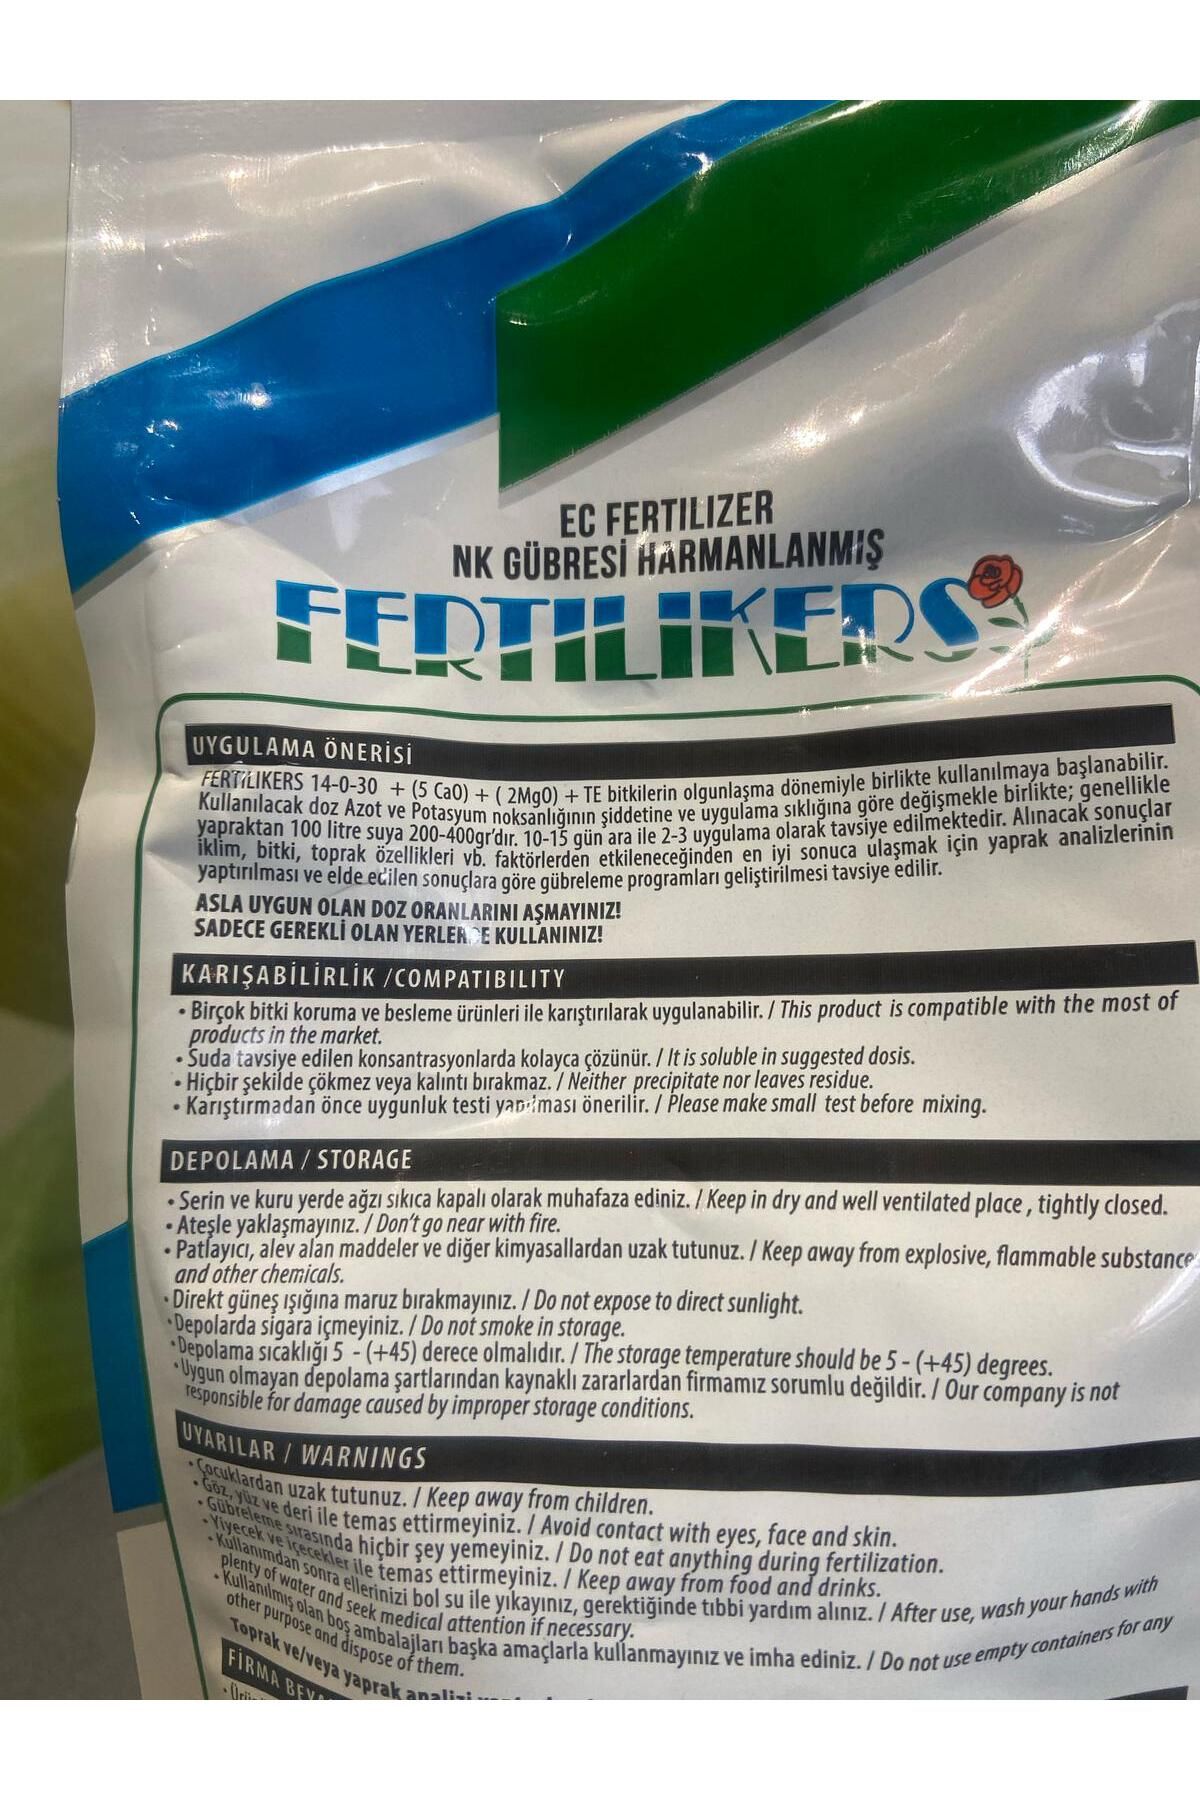 EC FERTILIZER
NK GÜBRESİ HARMANLANMIŞ
FERTILIKERS
UYGULAMA ÖNERİSİ
FERTILIKERS 14-0-30 + (5 CaO) + ( 2MgO) + TE bitkilerin olgunlaşma dönemiyle birlikte kullanılmaya başlanabilir.
Kullanılacak doz Azot ve Potasyum noksanlığının şiddetine ve uygulama sıklığına göre değişmekle birlikte; genellikle
yapraktan 100 litre suya 200-400gr'dır. 10-15 gün ara ile 2-3 uygulama olarak tavsiye edilmektedir. Alınacak sonuçlar
iklim, bitki, toprak özellikleri vb. faktörlerden etkileneceğinden en iyi sonuca ulaşmak için yaprak analizlerinin
yaptırılması ve elde edilen sonuçlara göre gübreleme programları geliştirilmesi tavsiye edilir.
ASLA UYGUN OLAN DOZ ORANLARINI AŞMAYINIZ!
SADECE GEREKLİ OLAN YERLERDE KULLANINIZ!
KARIŞABİLİRLİK /COMPATIBILITY
• Birçok bitki koruma ve besleme ürünleri ile karıştırılarak uygulanabilir. / This product is compatible with the most of
products in the market.
• Suda tavsiye edilen konsantrasyonlarda kolayca çözünür. / It is soluble in suggested dosis.
• Hiçbir şekilde çökmez veya kalıntı bırakmaz. / Neither precipitate nor leaves residue.
• Karıştırmadan önce uygunluk testi yapılması önerilir. / Please make small test before mixing.
DEPOLAMA / STORAGE
• Serin ve kuru yerde ağzı sıkıca kapalı olarak muhafaza ediniz. / Keep in dry and well ventilated place , tightly closed.
• Ateşle yaklaşmayınız. / Don't go near with fire.
• Patlayıcı, alev alan maddeler ve diğer kimyasallardan uzak tutunuz. / Keep away from explosive, flammable substances
and other chemicals.
• Direkt güneş ışığına maruz bırakmayınız. / Do not expose to direct sunlight.
• Depolarda sigara içmeyiniz. / Do not smoke in storage.
• Depolama sıcaklığı 5 - (+45) derece olmalıdır. / The storage temperature should be 5 - (+45) degrees.
• Uygun olmayan depolama şartlarından kaynaklı zararlardan firmamız sorumlu değildir. / Our company is not
responsible for damage caused by improper storage conditions.
UYARILAR / WARNINGS
• Çocuklardan uzak tutunuz. / Keep away from children.
• Göz, yüz ve deri ile temas ettirmeyiniz. / Avoid contact with eyes, face and skin.
• Gübreleme sırasında hiçbir şey yemeyiniz. / Do not eat anything during fertilization.
• Yiyecek ve içecekler ile temas ettirmeyiniz. / Keep away from food and drinks.
• Kullanımdan sonra ellerinizi bol su ile yıkayınız, gerektiğinde tıbbi yardım alınız. / After use, wash your hands with
plenty of water and seek medical attention if necessary.
• Kullanılmış olan boş ambalajları başka amaçlarla kullanmayınız ve imha ediniz. / Do not use empty containers for any
other purpose and dispose of them.
Toprak ve/veya yaprak analizi
FİRMA